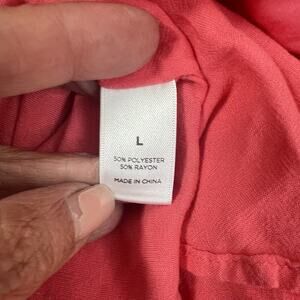 L
50% POLYESTER
50% RAYON
MADE IN CHINA